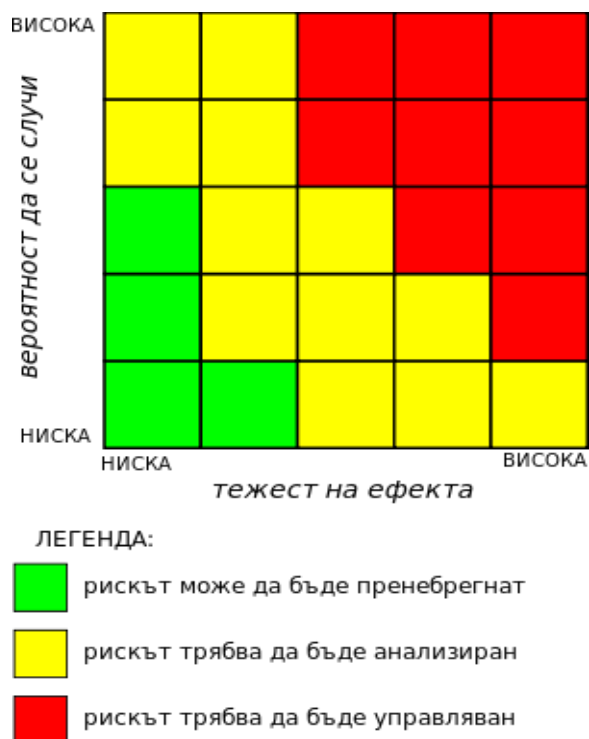 ВИСОКА
вероятност да се случи
НИСКА
НИСКА
ВИСОКА
тежест на ефекта
ЛЕГЕНДА:
рискът може да бъде пренебрегнат
рискът трябва да бъде анализиран
рискът трябва да бъде управляван